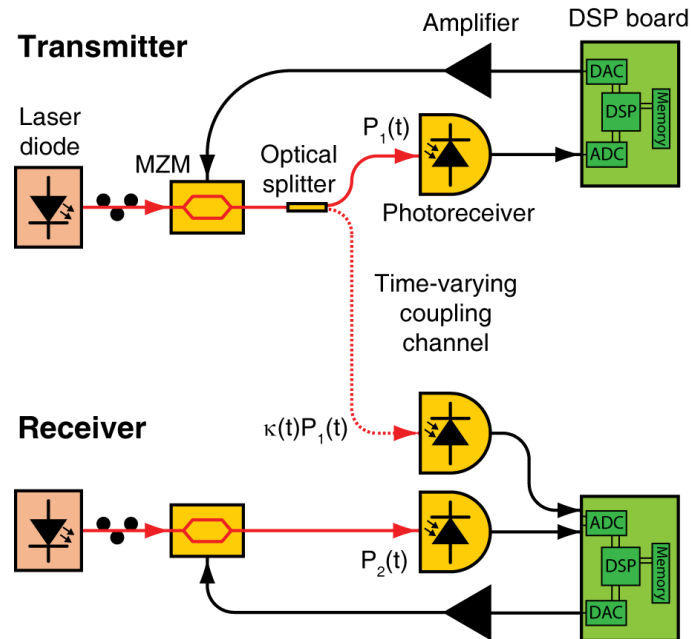 Transmitter
Amplifier
DSP board
DAC
DSP
Memory
ADC
Laser
diode
MZM
Optical
splitter
P₁(t)
Photoreceiver
Time-varying
coupling
channel
Receiver
κ(t)P₁(t)
P₂(t)
ADC
DSP
Memory
DAC